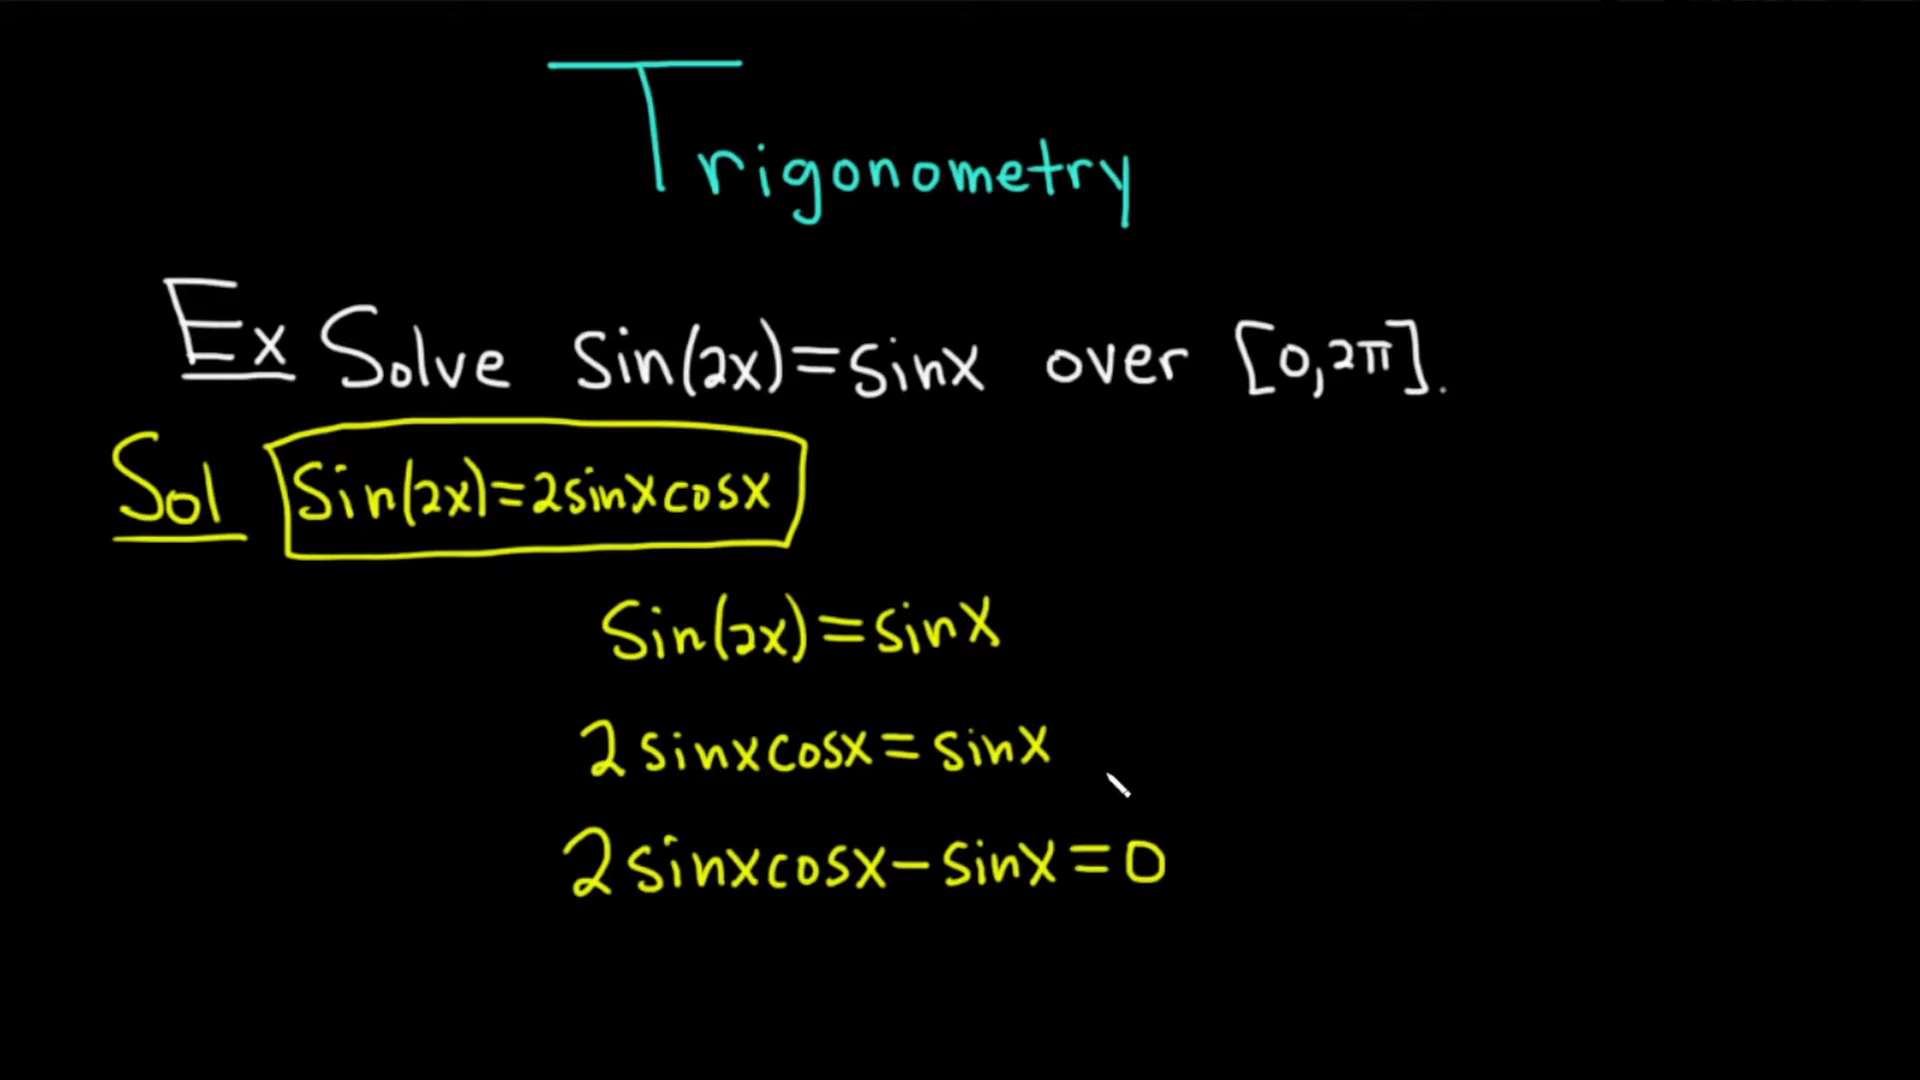 Trigonometry
Ex Solve Sin(2x)=sinx over [0,2π].
Sol Sin(2x)=2sinxcosx
Sin(2x)=sinx
2sinxcosx=sinx
2sinxcosx-sinx=0